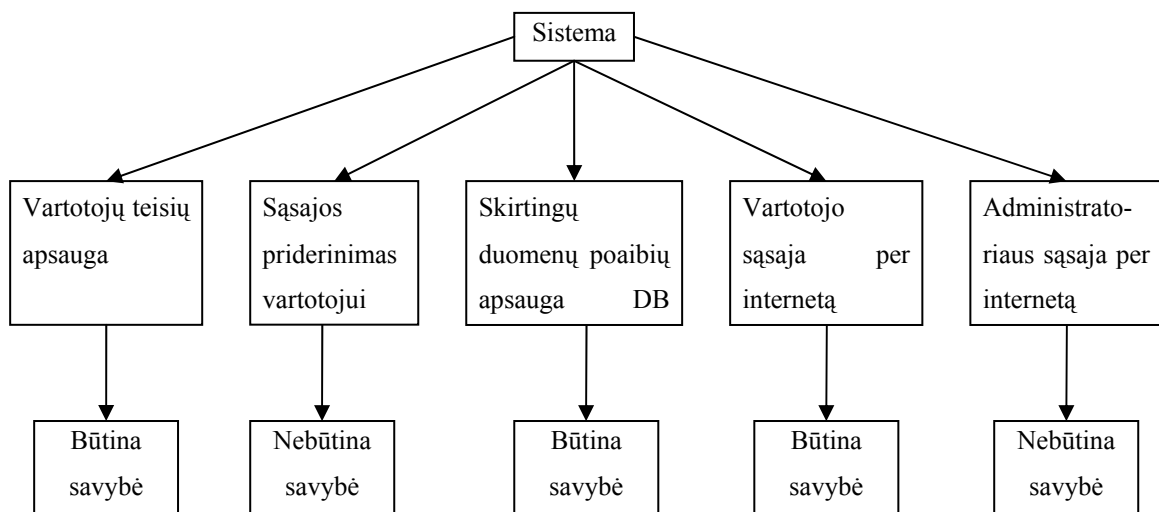 Sistema
Vartotojų teisių
apsauga
Sąsajos
priderinimas
vartotojui
Skirtingų
duomenų poaibių
apsauga DB
Vartotojo
sąsaja per
internetą
Administrato-
riaus sąsaja per
internetą
Būtina
savybė
Nebūtina
savybė
Būtina
savybė
Būtina
savybė
Nebūtina
savybė